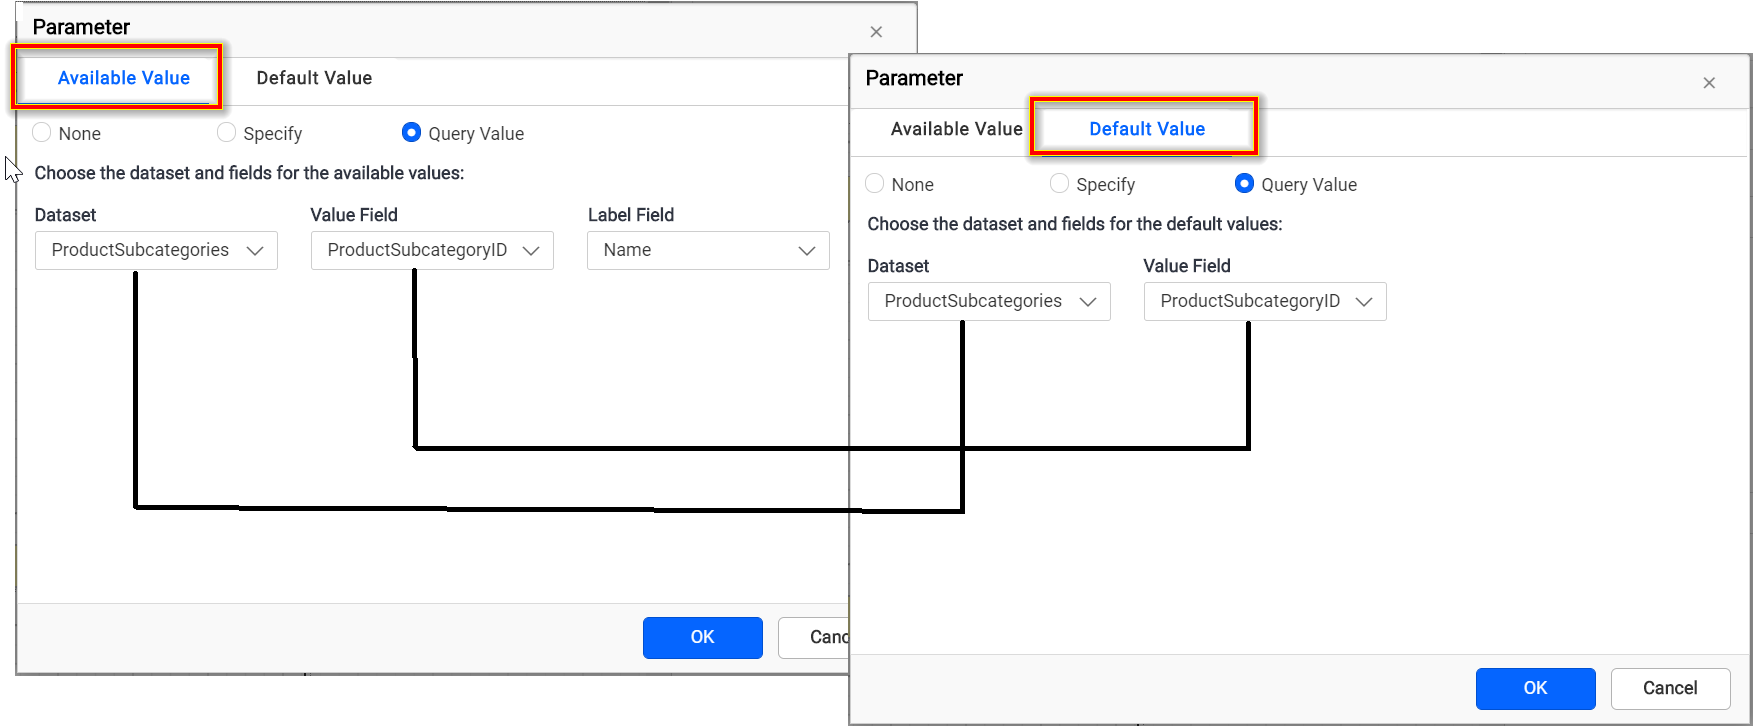 Parameter
Available Value Default Value
None Specify Query Value
Choose the dataset and fields for the available values:
Dataset Value Field Label Field
ProductSubcategories ProductSubcategoryID Name
OK Canc
Parameter
Available Value Default Value
None Specify Query Value
Choose the dataset and fields for the default values:
Dataset Value Field
ProductSubcategories ProductSubcategoryID
OK Cancel